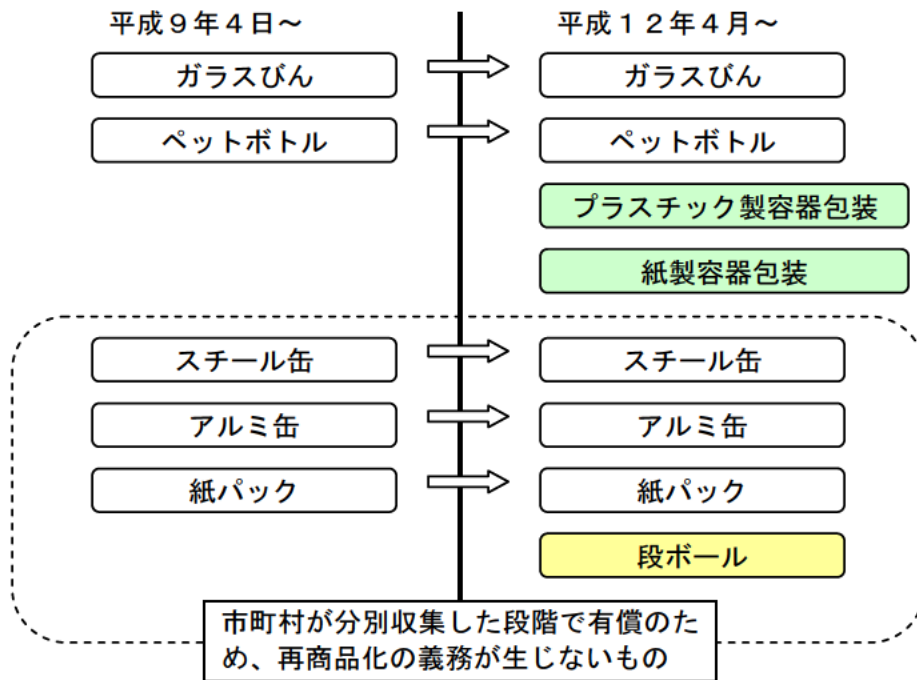 平成９年４日～
平成１２年４月～
ガラスびん
ガラスびん
ペットボトル
ペットボトル
プラスチック製容器包装
紙製容器包装
スチール缶
スチール缶
アルミ缶
アルミ缶
紙パック
紙パック
段ボール
市町村が分別収集した段階で有償のた
め、再商品化の義務が生じないもの